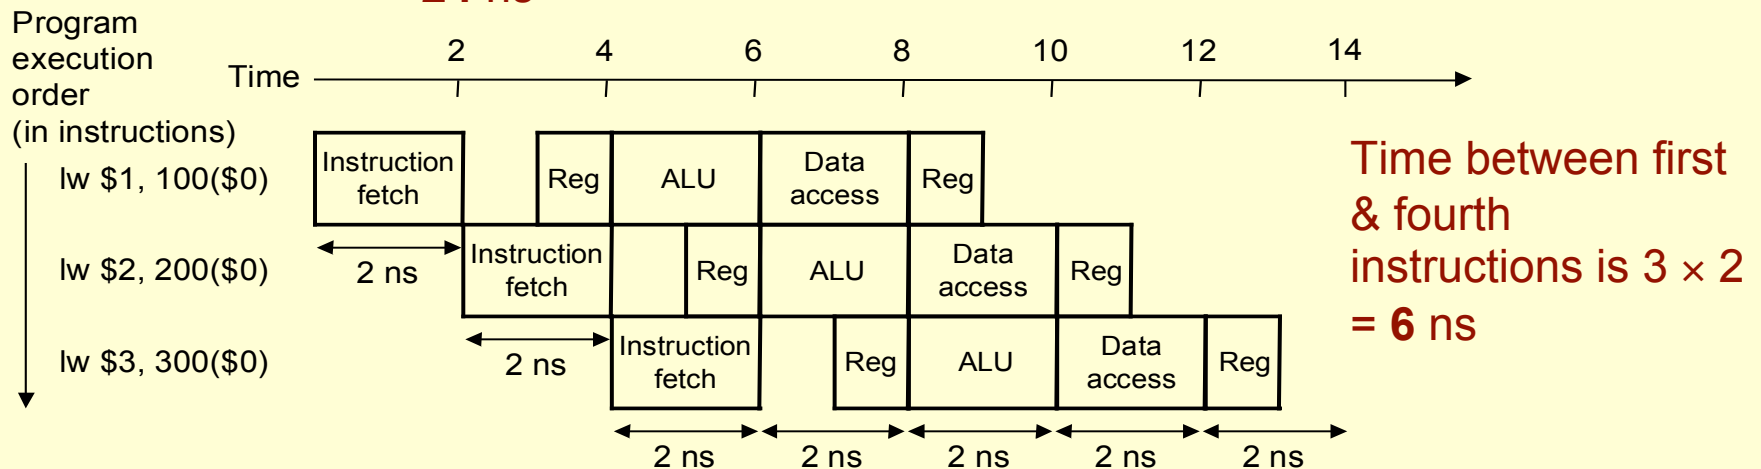 ns
Program
execution
order
(in instructions)
Time
2 4 6 8 10 12 14
lw $1, 100($0)
Instruction
fetch
Reg
ALU
Data
access
Reg
2 ns
lw $2, 200($0)
Instruction
fetch
Reg
ALU
Data
access
Reg
2 ns
lw $3, 300($0)
Instruction
fetch
Reg
ALU
Data
access
Reg
2 ns 2 ns 2 ns 2 ns 2 ns
Time between first
& fourth
instructions is 3 × 2
= 6 ns